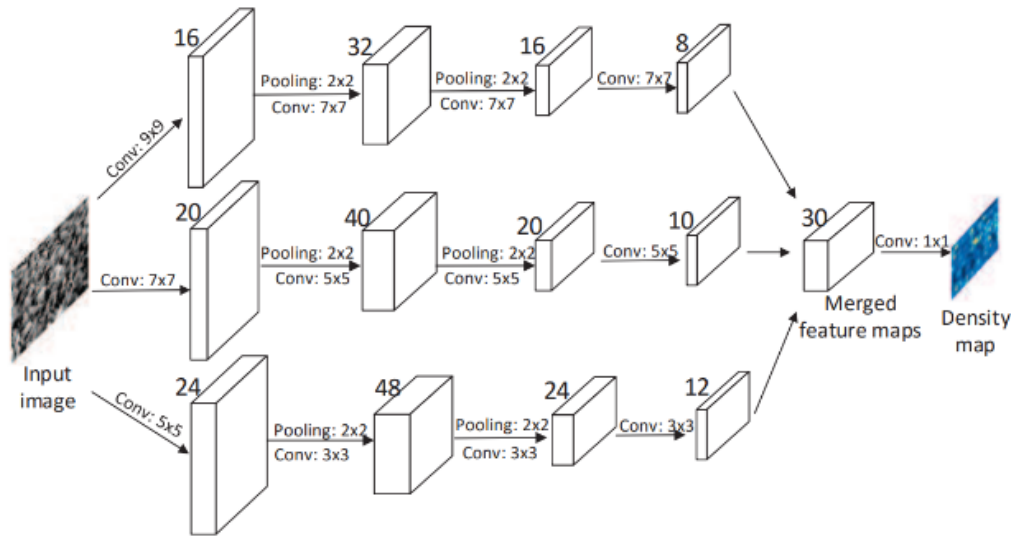 16
32
16
8
Pooling: 2x2
Conv: 7x7
Pooling: 2x2
Conv: 7x7
Conv: 7x7
Conv: 9x9
20
40
20
10
30
Conv: 7x7
Pooling: 2x2
Conv: 5x5
Pooling: 2x2
Conv: 5x5
Conv: 5x5
Conv: 1x1
Merged
feature maps
Density
map
Input
image
24
48
24
12
Conv: 5x5
Pooling: 2x2
Conv: 3x3
Pooling: 2x2
Conv: 3x3
Conv: 3x3